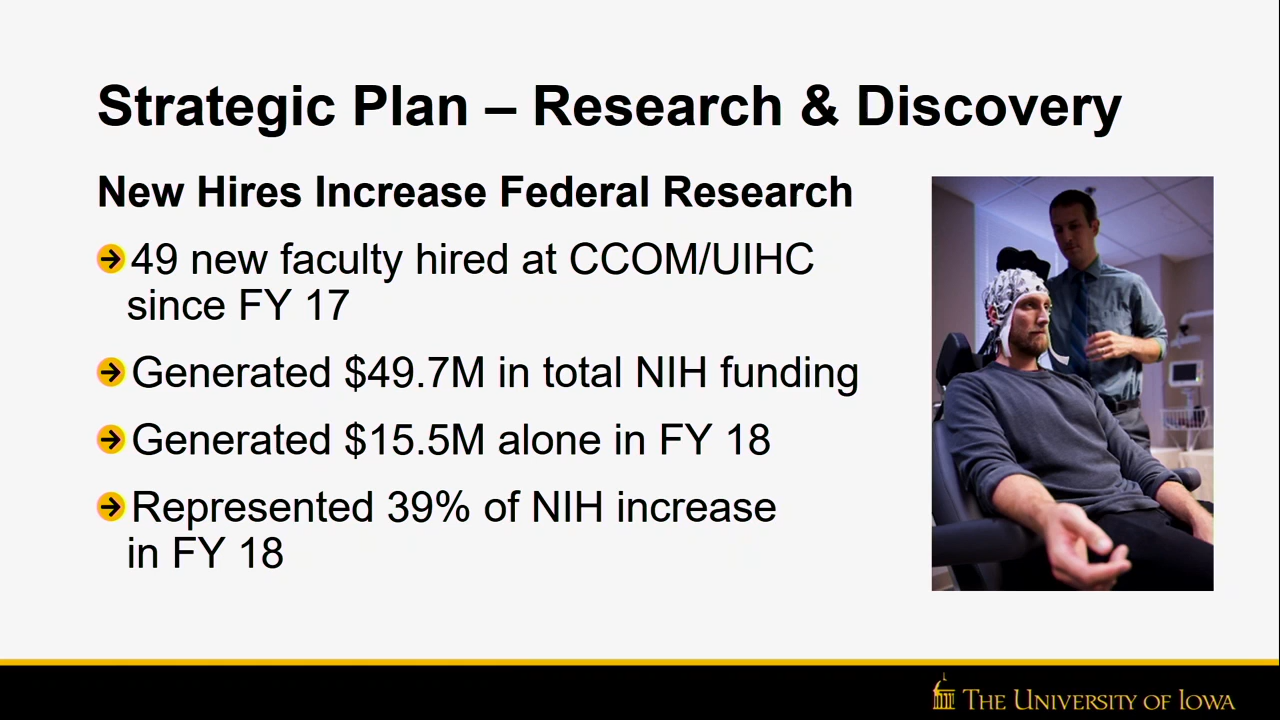 Strategic Plan – Research & Discovery
New Hires Increase Federal Research
49 new faculty hired at CCOM/UIHC
since FY 17
Generated $49.7M in total NIH funding
Generated $15.5M alone in FY 18
Represented 39% of NIH increase
in FY 18
THE UNIVERSITY OF IOWA